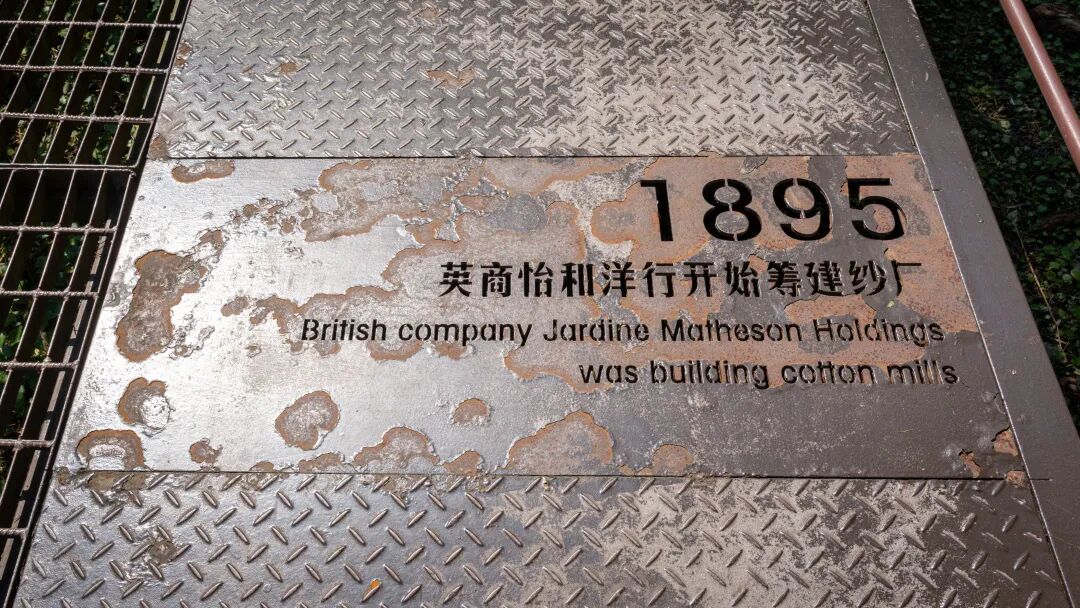 1895
英商怡和洋行开始筹建纱厂
British company Jardine Matheson Holdings
was building cotton mills